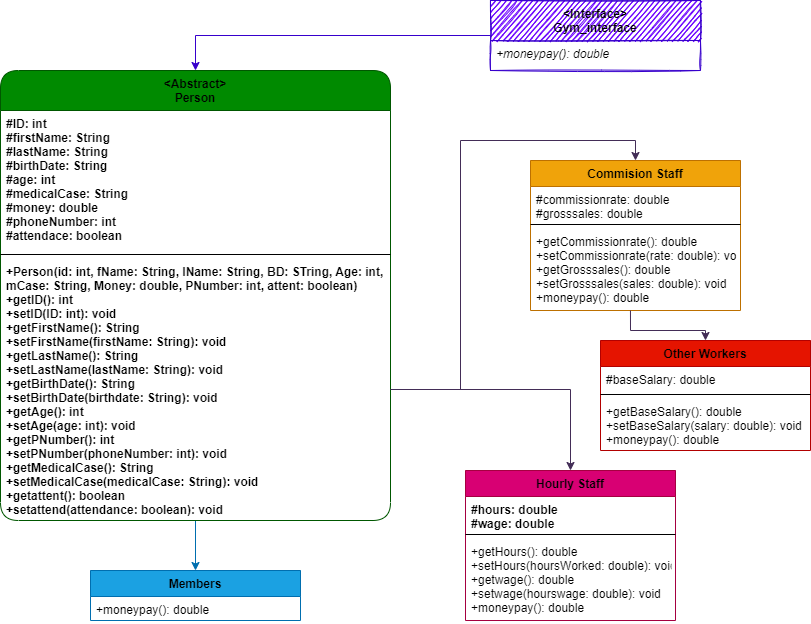 <Interface>
Gym_interface
+moneypay(): double
<Abstract>
Person
#ID: int
#firstName: String
#lastName: String
#birthDate: String
#age: int
#medicalCase: String
#money: double
#phoneNumber: int
#attendace: boolean
+Person(id: int, fName: String, lName: String, BD: STring, Age: int,
mCase: String, Money: double, PNumber: int, attent: boolean)
+getID(): int
+setID(ID: int): void
+getFirstName(): String
+setFirstName(firstName: String): void
+getLastName(): String
+setLastName(lastName: String): void
+getBirthDate(): String
+setBirthDate(birthdate: String): void
+getAge(): int
+setAge(age: int): void
+getPNumber(): int
+setPNumber(phoneNumber: int): void
+getMedicalCase(): String
+setMedicalCase(medicalCase: String): void
+getattent(): boolean
+setattend(attendance: boolean): void
Commision Staff
#commissionrate: double
#grosssales: double
+getCommissionrate(): double
+setCommissionrate(rate: double): vo
+getGrosssales(): double
+setGrosssales(sales: double): void
+moneypay(): double
Other Workers
#baseSalary: double
+getBaseSalary(): double
+setBaseSalary(salary: double): void
+moneypay(): double
Hourly Staff
#hours: double
#wage: double
+getHours(): double
+setHours(hoursWorked: double): voi
+getwage(): double
+setwage(hourswage: double): void
+moneypay(): double
Members
+moneypay(): double